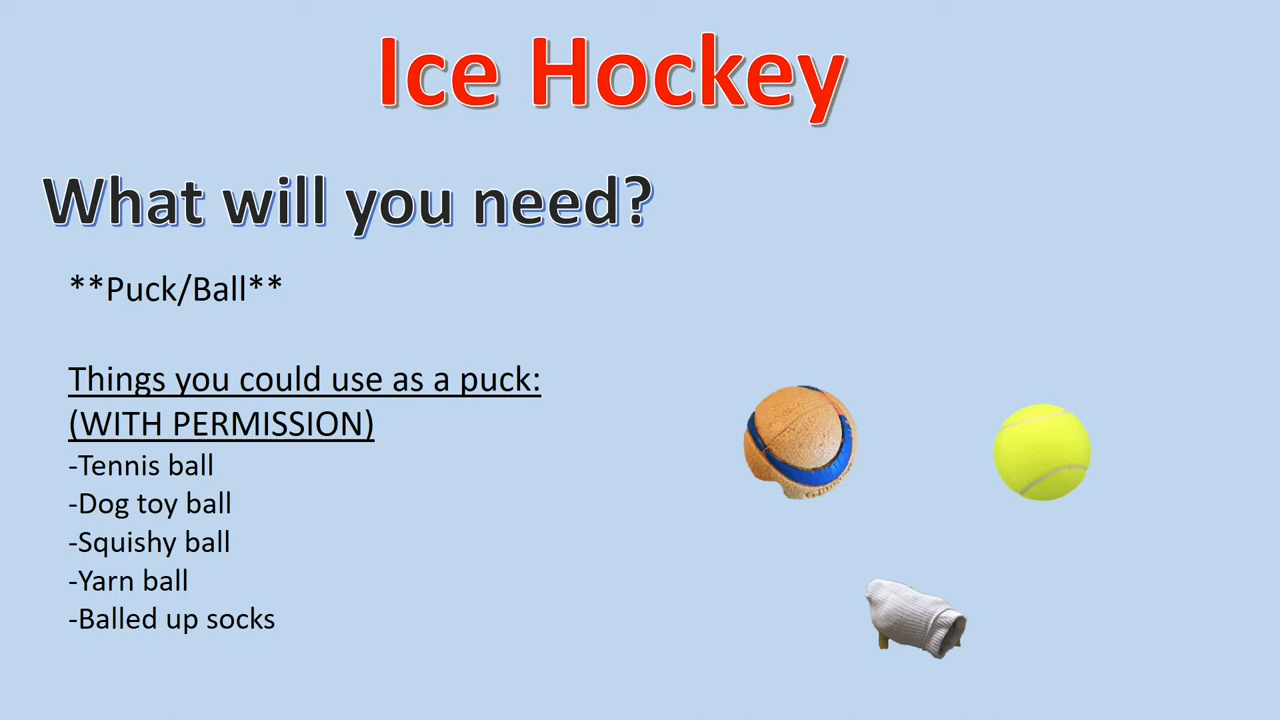 Ice Hockey
What will you need?
**Puck/Ball**
Things you could use as a puck:
(WITH PERMISSION)
-Tennis ball
-Dog toy ball
-Squishy ball
-Yarn ball
-Balled up socks